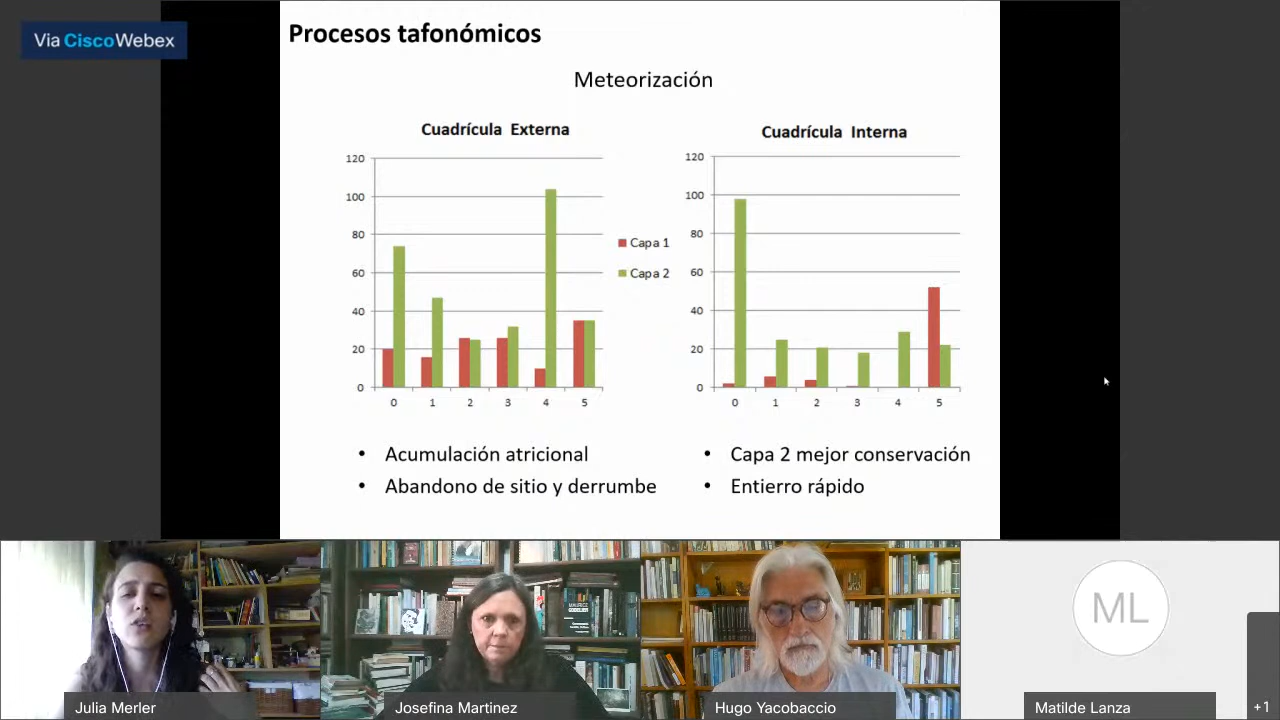 Via Cisco Webex
Procesos tafonómicos
Meteorización
Cuadrícula Externa
120
100
80
60
40
20
0
0 1 2 3 4 5
Capa 1
Capa 2
Cuadrícula Interna
120
100
80
60
40
20
0
0 1 2 3 4 5
• Acumulación atricional
• Abandono de sitio y derrumbe
• Capa 2 mejor conservación
• Entierro rápido
ML
Julia Merler
Josefina Martinez
Hugo Yacobaccio
Matilde Lanza
+1